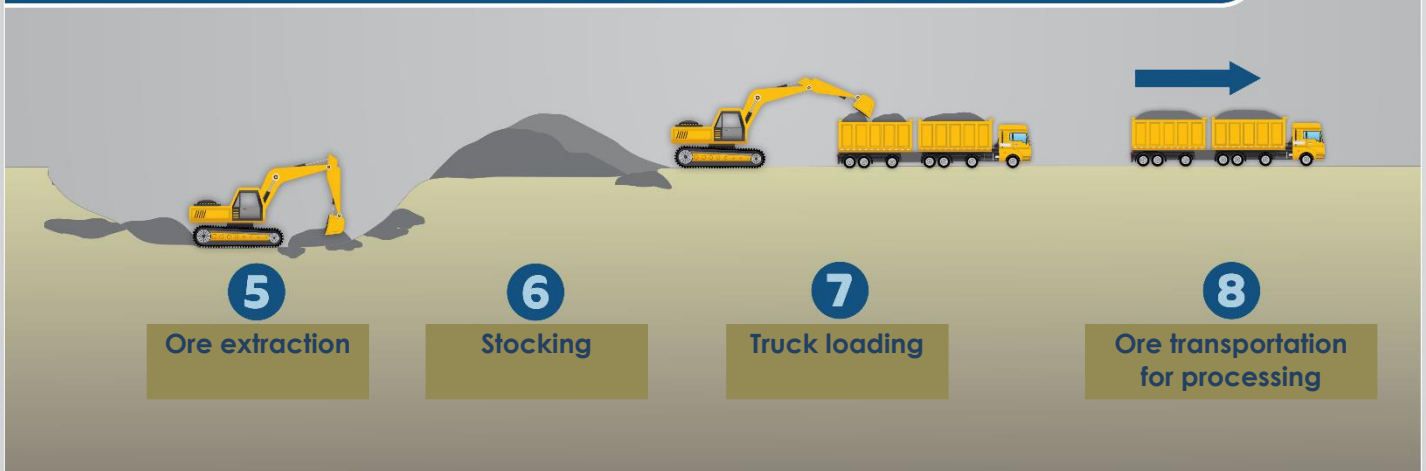 5
6
7
8
Ore extraction
Stocking
Truck loading
Ore transportation
for processing